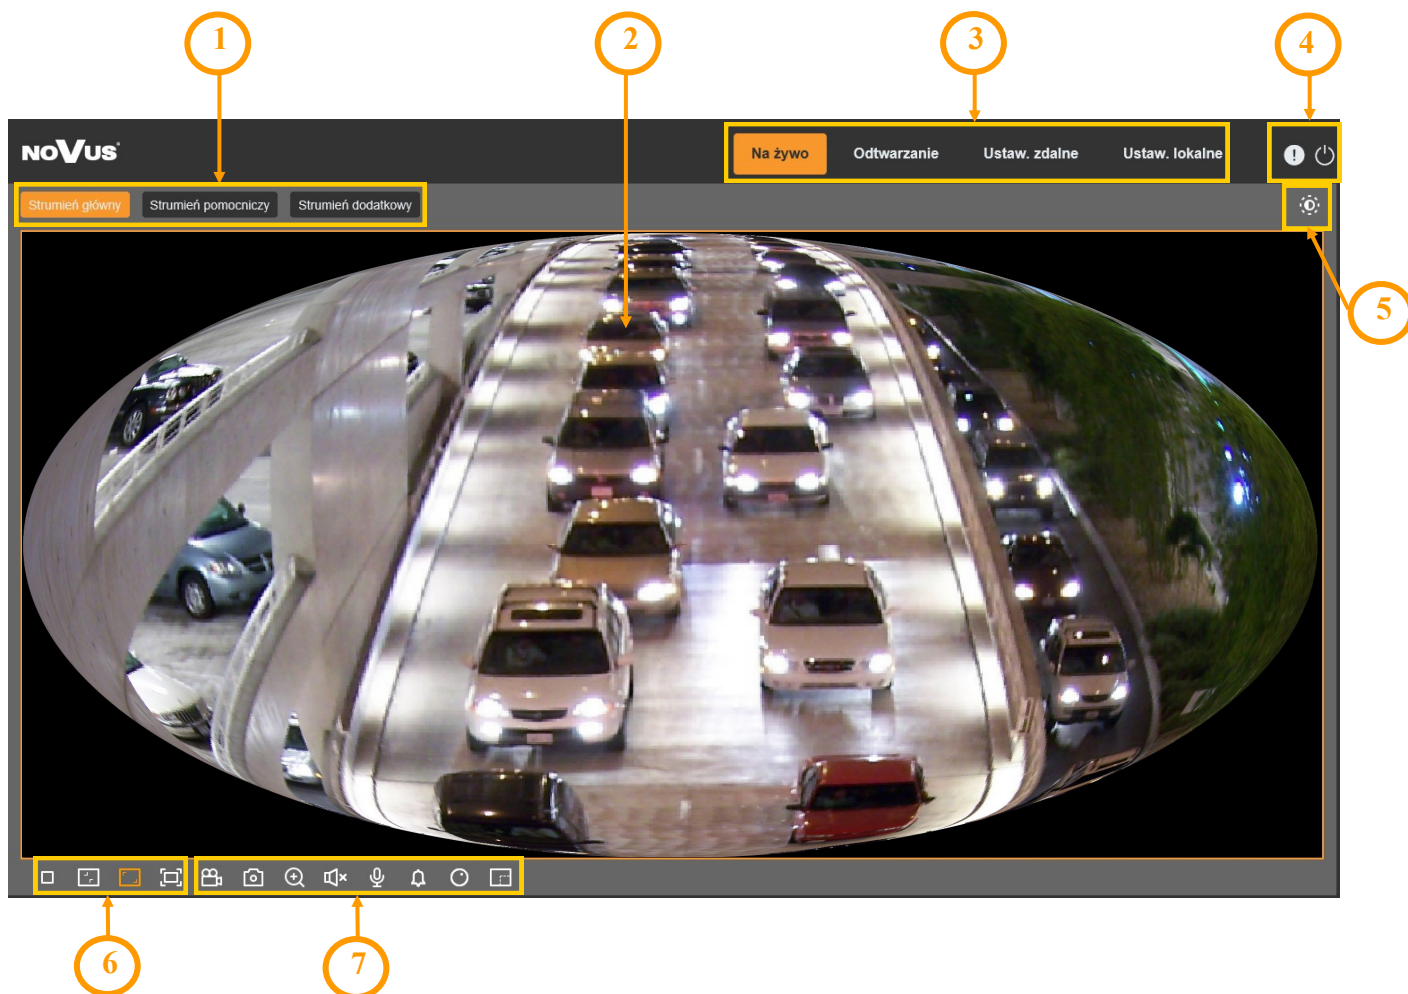 1
2
3
4
NOVUS
Na żywo Odtwarzanie Ustaw. zdalne Ustaw. lokalne
Strumień główny Strumień pomocniczy Strumień dodatkowy
5
6
7